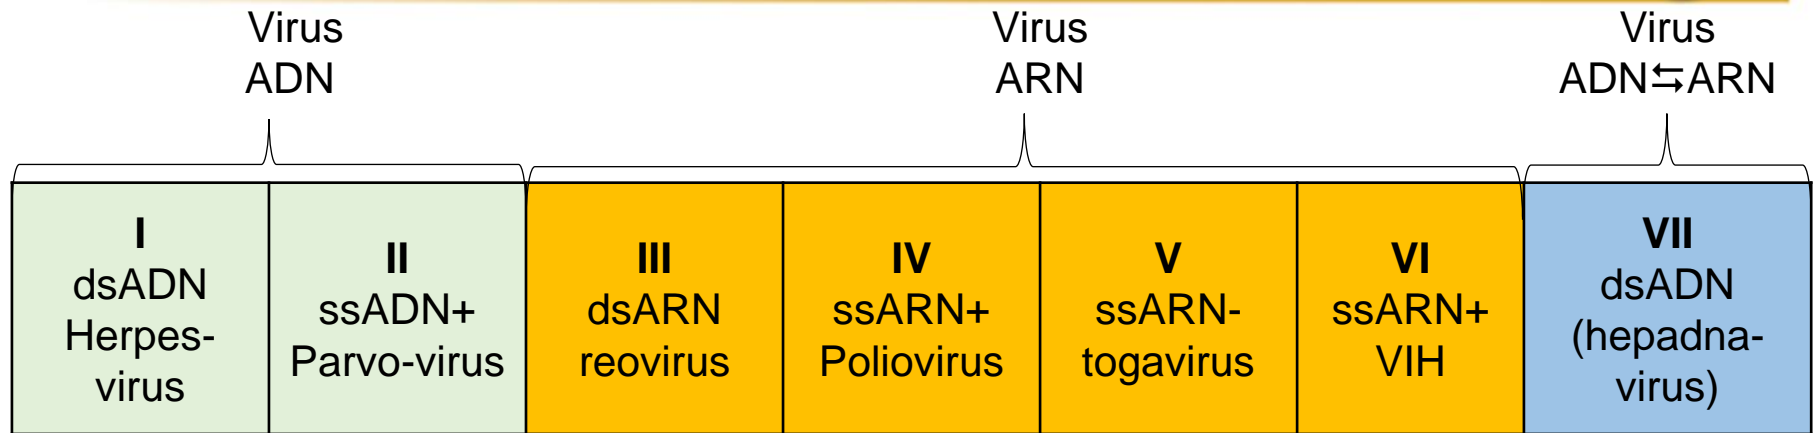 Virus
ADN
Virus
ARN
Virus
ADN⇆ARN
I
dsADN
Herpes-
virus
II
ssADN+
Parvo-virus
III
dsARN
reovirus
IV
ssARN+
Poliovirus
V
ssARN-
togavirus
VI
ssARN+
VIH
VII
dsADN
(hepadna-
virus)